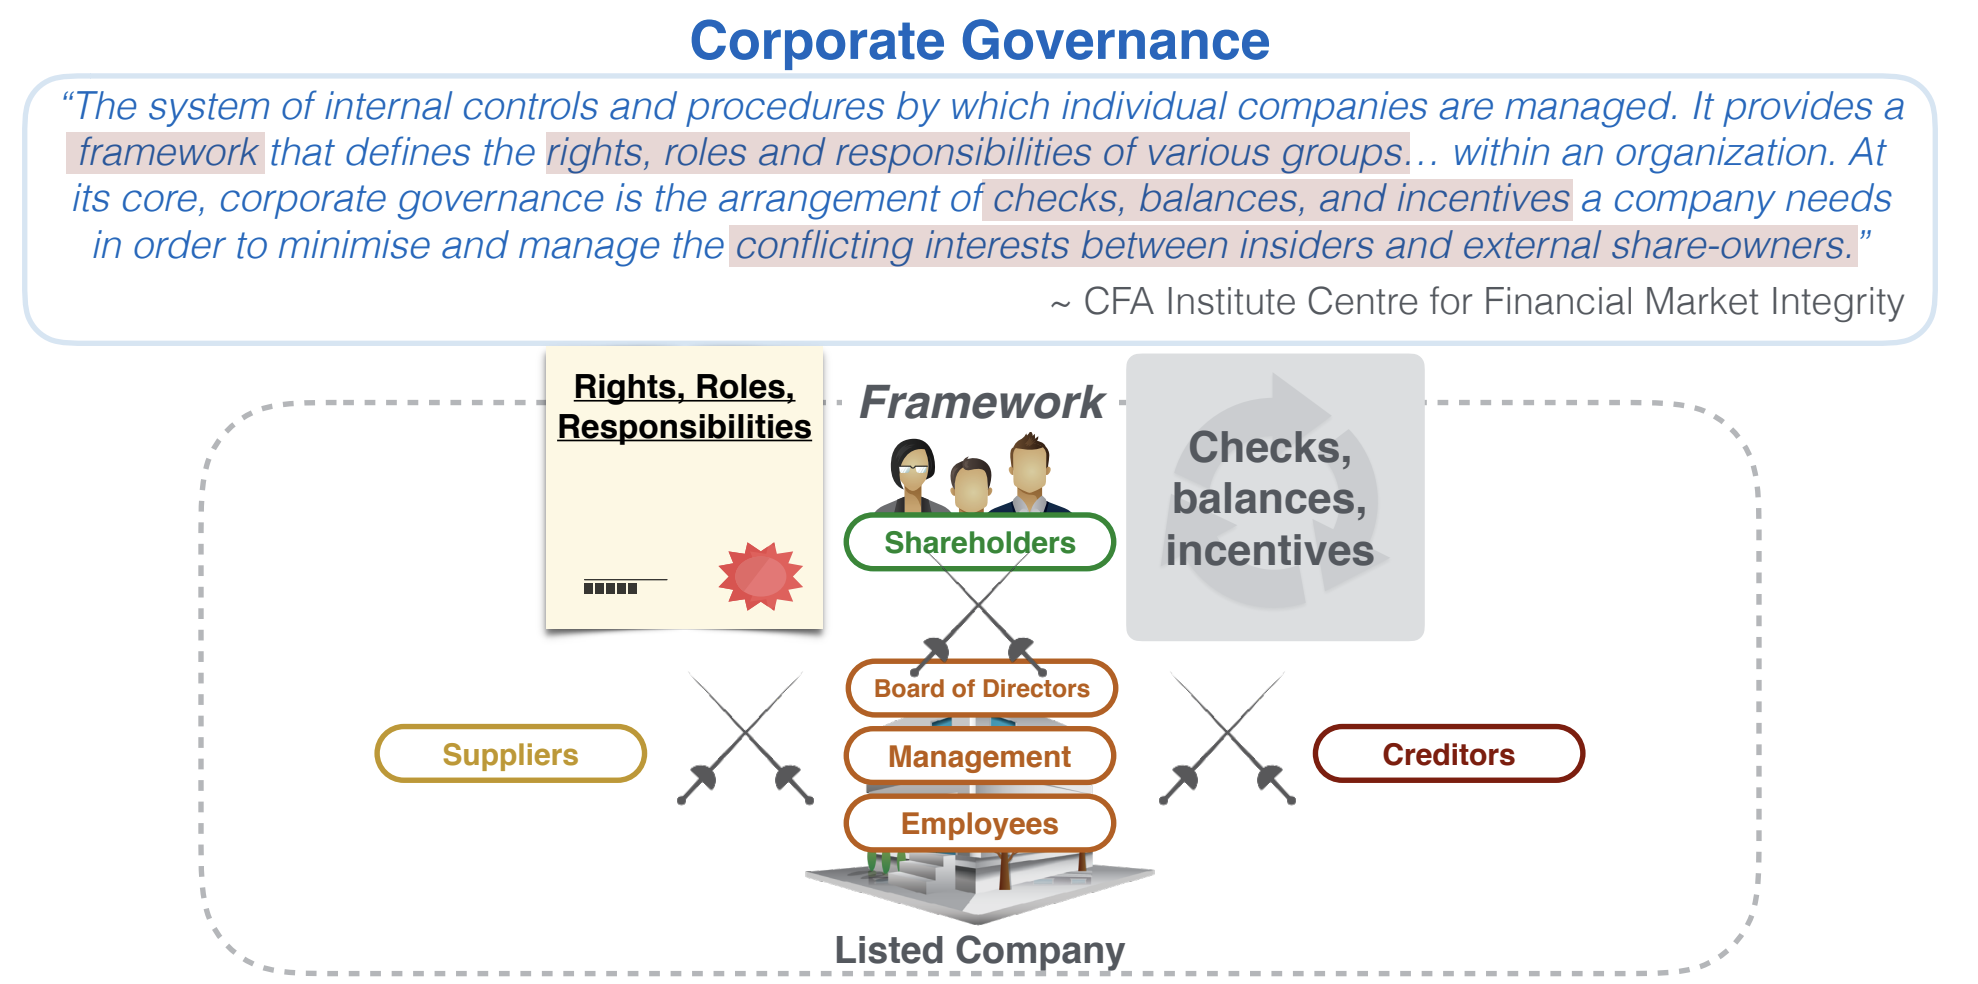 Corporate Governance
“The system of internal controls and procedures by which individual companies are managed. It provides a
framework that defines the rights, roles and responsibilities of various groups… within an organization. At
its core, corporate governance is the arrangement of checks, balances, and incentives a company needs
in order to minimise and manage the conflicting interests between insiders and external share-owners.”
~ CFA Institute Centre for Financial Market Integrity
Rights, Roles,
Responsibilities
Framework
Checks,
balances,
incentives
Shareholders
Board of Directors
Suppliers
Management
Creditors
Employees
Listed Company